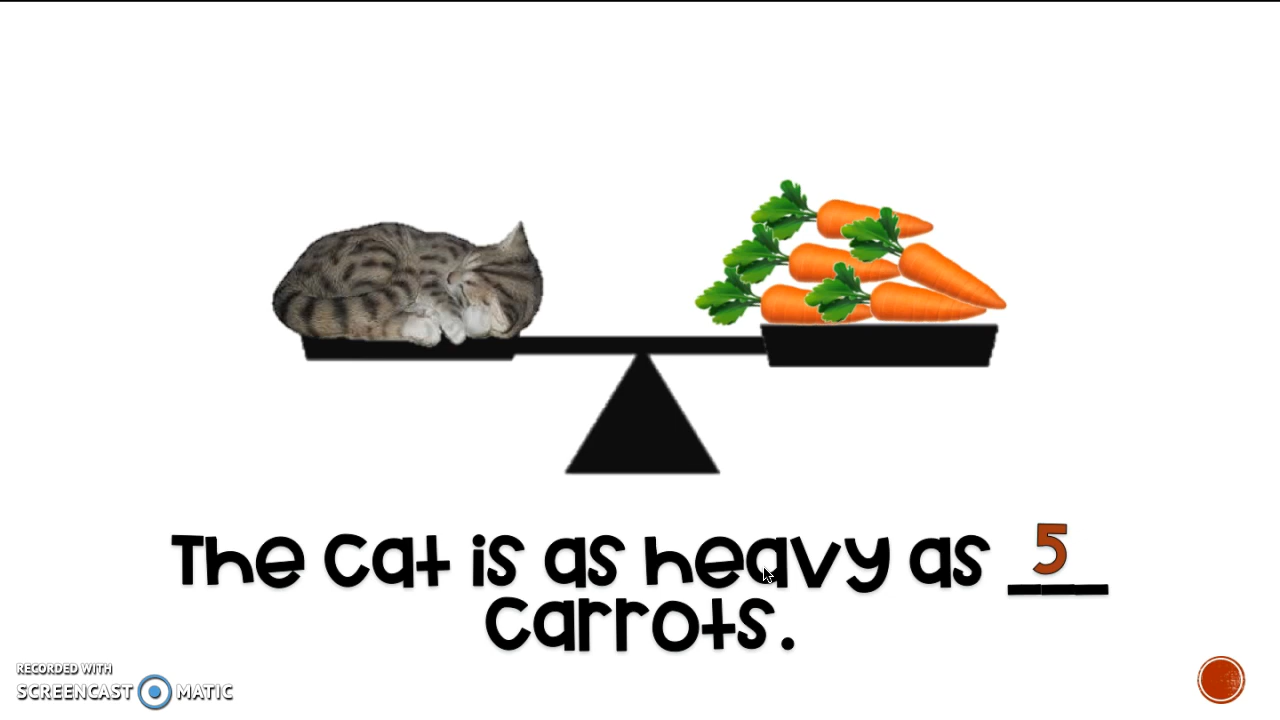 The cat is as heavy as 5
carrots.
RECORDED WITH
SCREENCAST MATIC